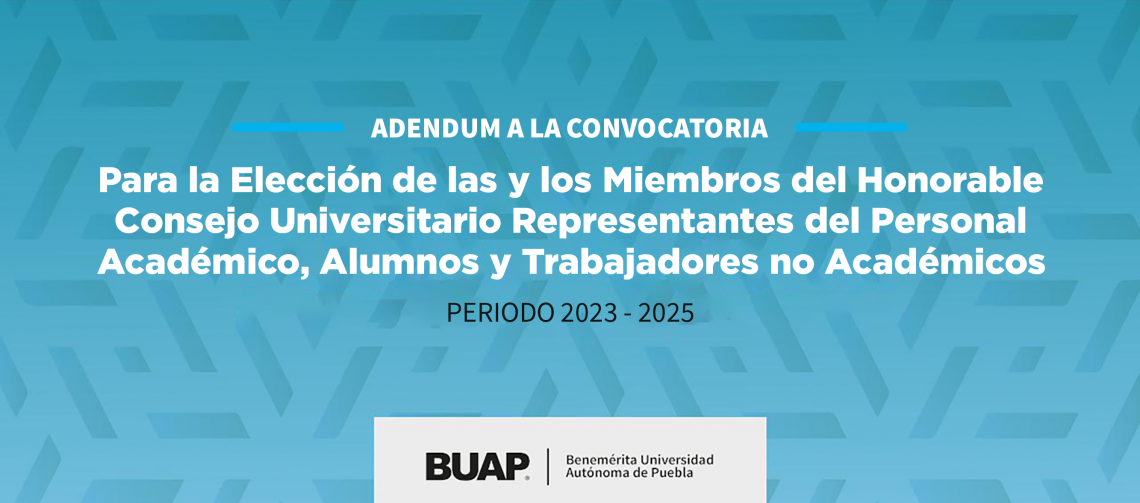 ADENDUM A LA CONVOCATORIA
Para la Elección de las y los Miembros del Honorable
Consejo Universitario Representantes del Personal
Académico, Alumnos y Trabajadores no Académicos
PERIODO 2023 - 2025
BUAP®
Benemérita Universidad
Autónoma de Puebla